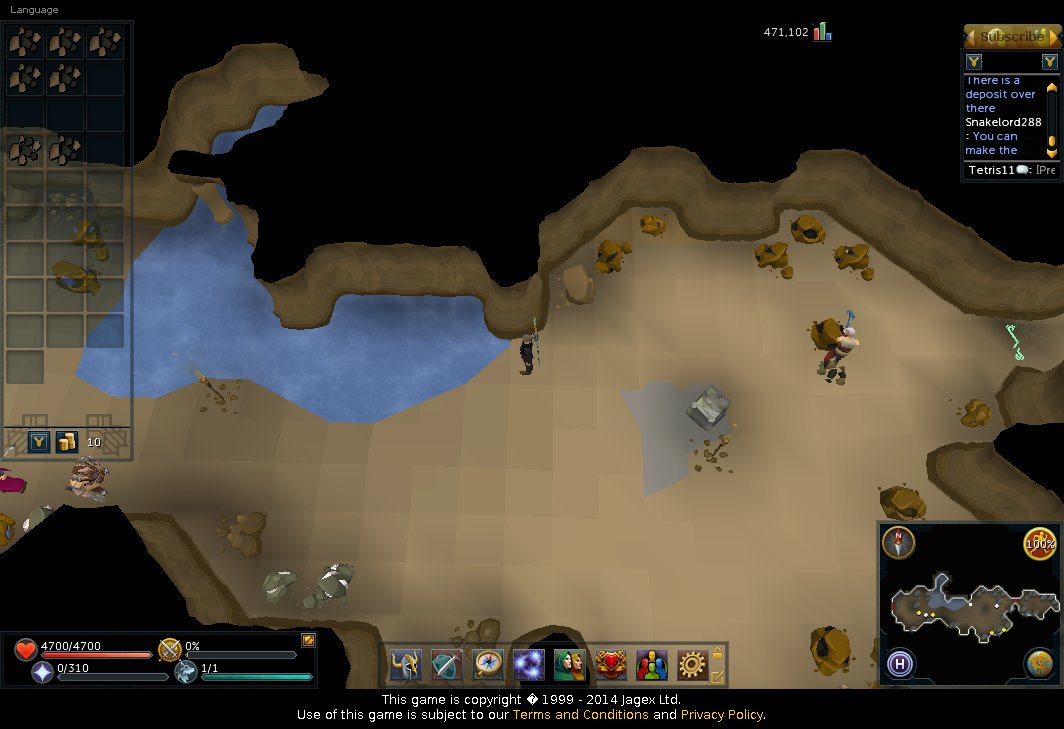 Language
471,102
Subscribe
There is a
deposit over
there
Snakelord288
: You can
make the
Tetris11: [Pre
10
N
100%
H
4700/4700
0%
0/310
1/1
This game is copyright � 1999 - 2014 Jagex Ltd.
Use of this game is subject to our Terms and Conditions and Privacy Policy.